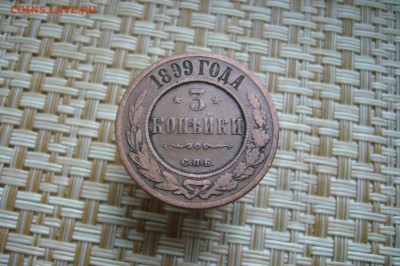 COINS.LAVE.RU
1899 ГОДА
3
КОПѢЙКИ
С.П.Б.